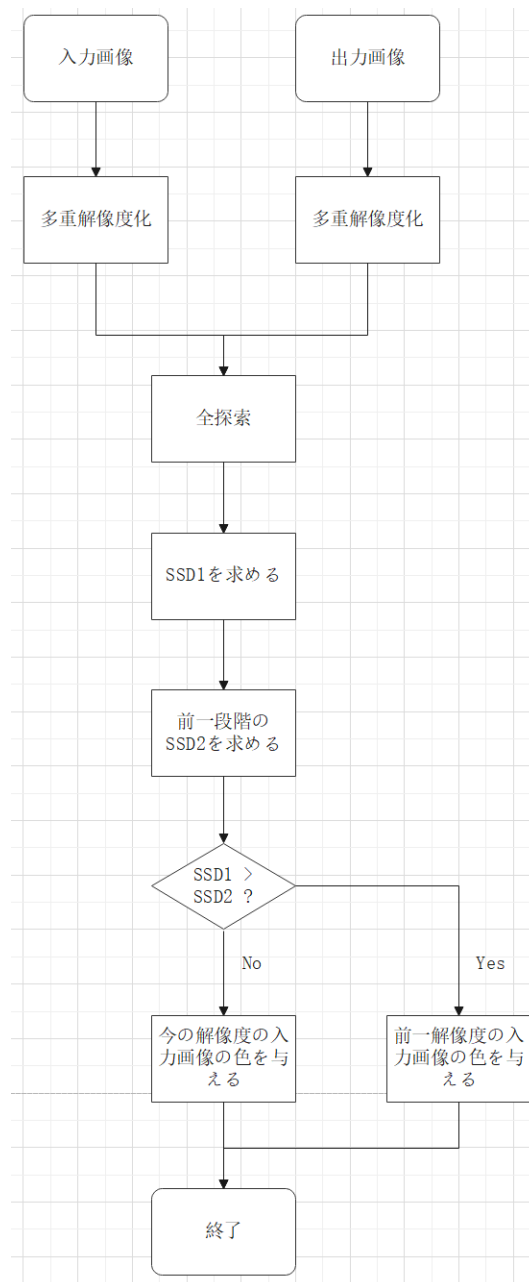 入力画像
出力画像
多重解像度化
多重解像度化
全探索
SSD1を求める
前一段階の
SSD2を求める
SSD1 >
SSD2 ?
No
Yes
今の解像度の入
力画像の色を与
える
前一解像度の入
力画像の色を与
える
終了